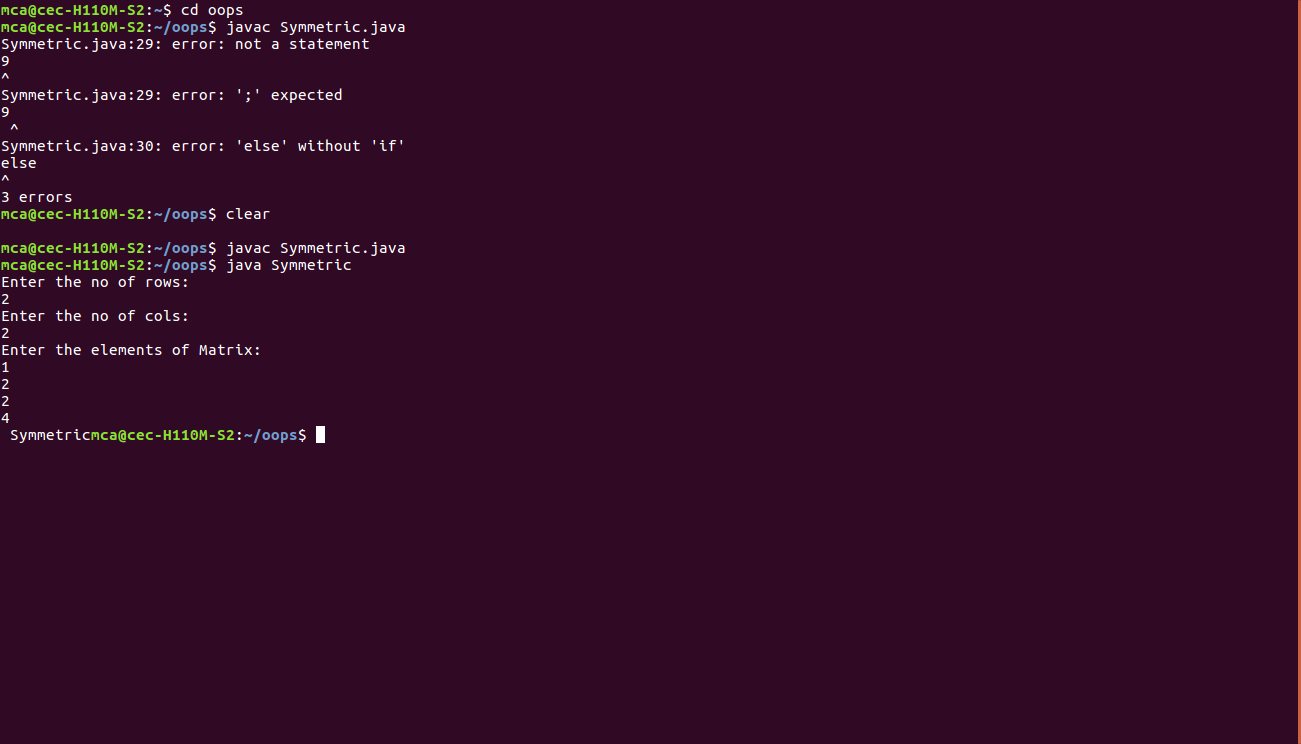 mca@cec-H110M-S2:~$ cd oops
mca@cec-H110M-S2:~/oops$ javac Symmetric.java
Symmetric.java:29: error: not a statement
9
^
Symmetric.java:29: error: ';' expected
9
 ^
Symmetric.java:30: error: 'else' without 'if'
else
^
3 errors
mca@cec-H110M-S2:~/oops$ clear

mca@cec-H110M-S2:~/oops$ javac Symmetric.java
mca@cec-H110M-S2:~/oops$ java Symmetric
Enter the no of rows:
2
Enter the no of cols:
2
Enter the elements of Matrix:
1
2
2
4
 Symmetricmca@cec-H110M-S2:~/oops$